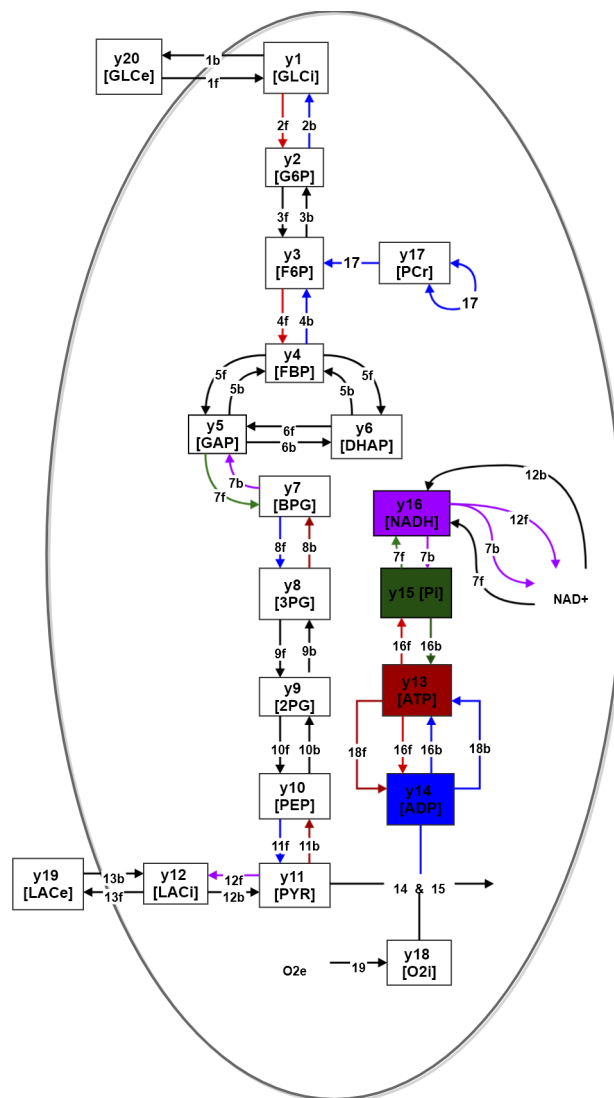 y20
[GLCe]
1b
1f
y1
[GLCi]
2f
2b
y2
[G6P]
3f
3b
y3
[F6P]
17
y17
[PCr]
17
4f
4b
y4
[FBP]
5f
5b
5b
5f
y5
[GAP]
6f
6b
y6
[DHAP]
7f
7b
y7
[BPG]
8f
8b
y8
[3PG]
9f
9b
y9
[2PG]
10f
10b
y10
[PEP]
11f
11b
y11
[PYR]
12f
12b
y12
[LACi]
13b
13f
y19
[LACe]
y16
[NADH]
12b
12f
7b
7f
NAD+
7f
7b
y15 [Pi]
16f
16b
y13
[ATP]
18f
16f
16b
18b
y14
[ADP]
14 & 15
y18
[O2i]
19
O2e